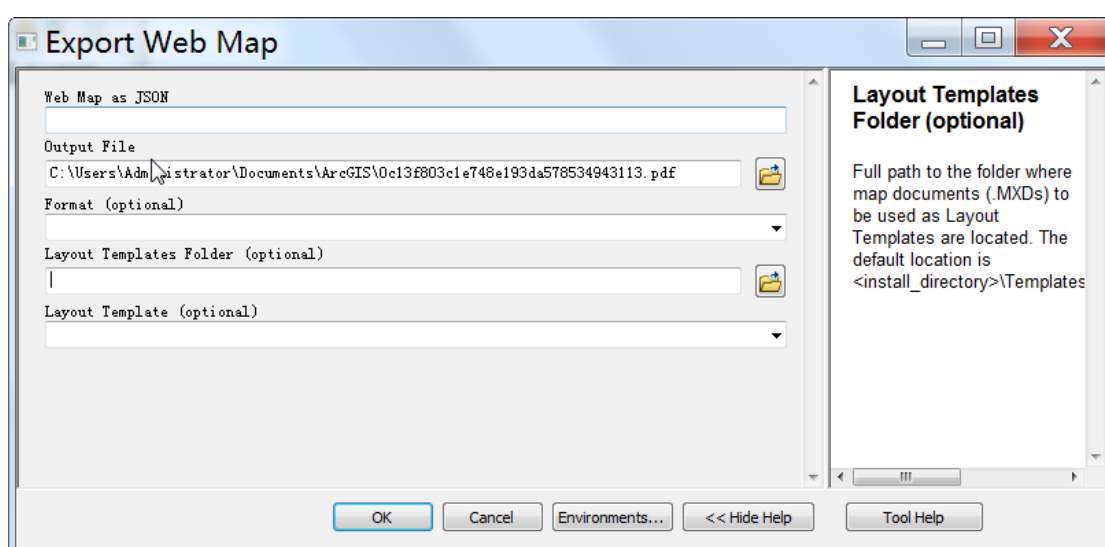 Export Web Map
Web Map as JSON
Output File
C:\Users\Administrator\Documents\ArcGIS\0c13f803c1e748e193da578534943113.pdf
Format (optional)
Layout Templates Folder (optional)
Layout Template (optional)
Layout Templates
Folder (optional)
Full path to the folder where
map documents (.MXDs) to
be used as Layout
Templates are located. The
default location is
<install_directory>\Templates
OK
Cancel
Environments...
<< Hide Help
Tool Help